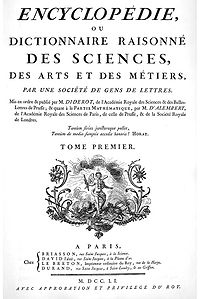 ENCYCLOPÉDIE,
OU
DICTIONNAIRE RAISONNÉ
DES SCIENCES,
DES ARTS ET DES MÉTIERS,
PAR UNE SOCIÉTÉ DE GENS DE LETTRES.
Mis en ordre & publié par M. DIDEROT, de l'Académie Royale des Sciences & des Belles-
Lettres de Prusse; & quant à la PARTIE MATHÉMATIQUE, par M. D'ALEMBERT,
de l'Académie Royale des Sciences de Paris, de celle de Prusse, & de la Société Royale
de Londres.
Tantùm series juncturaque pollet,
Tantùm de medio sumptis accedit honoris! HORAT.
TOME PREMIER.
A PARIS,
Chez
BRIASSON, rue Saint Jacques, à la Science.
DAVID l'aîné, rue Saint Jacques, à la Plume d'or.
LE BRETON, Imprimeur ordinaire du Roy, rue de la Harpe.
DURAND, rue Saint Jacques, à Saint Landry, & au Griffon.
M. DCC. LI.
AVEC APPROBATION ET PRIVILEGE DU ROY.